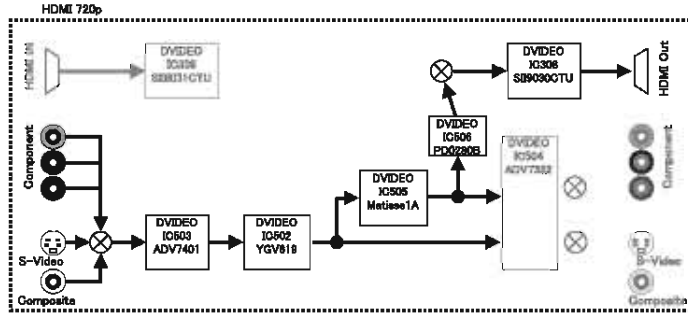 HDMI 720p
HDMI IN
DVIDEO
DVIDEO
IC306
SII9030CTU
HDMI Out
Component
DVIDEO
IC506
PD0280B
DVIDEO
IC504
Component
DVIDEO
IC505
Matisse1A
S-Video
DVIDEO
IC503
ADV7401
DVIDEO
IC502
YGV619
S-Video
Composite
Composite